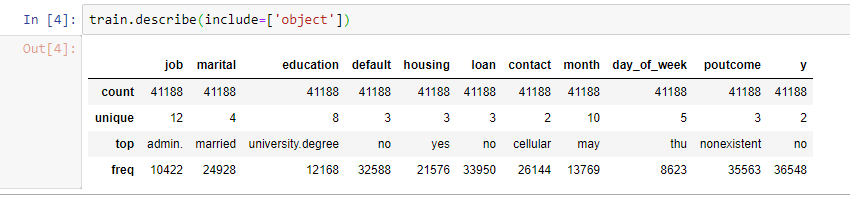 In [4]: train.describe(include=['object'])
Out[4]:
job marital education default housing loan contact month day_of_week poutcome y
count 41188 41188 41188 41188 41188 41188 41188 41188 41188 41188 41188
unique 12 4 8 3 3 3 2 10 5 3 2
top admin. married university.degree no yes no cellular may thu nonexistent no
freq 10422 24928 12168 32588 21576 33950 26144 13769 8623 35563 36548